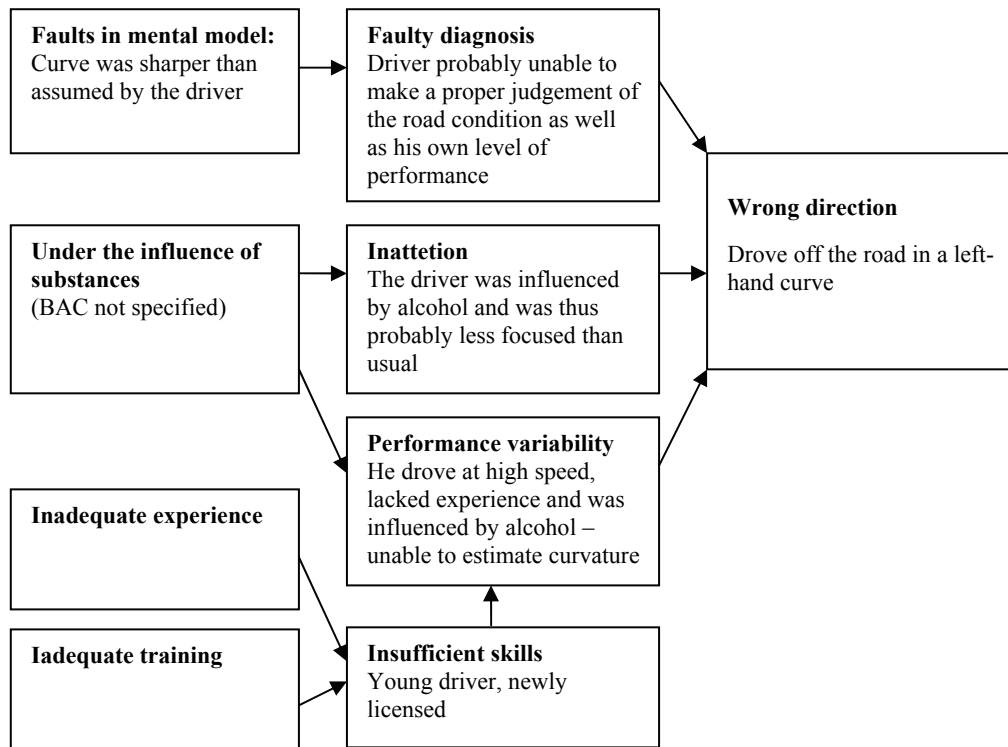 Faults in mental model:
Curve was sharper than
assumed by the driver
Faulty diagnosis
Driver probably unable to
make a proper judgement of
the road condition as well
as his own level of
performance
Wrong direction
Drove off the road in a left-
hand curve
Under the influence of
substances
(BAC not specified)
Inattetion
The driver was influenced
by alcohol and was thus
probably less focused than
usual
Performance variability
He drove at high speed,
lacked experience and was
influenced by alcohol –
unable to estimate curvature
Inadequate experience
Iadequate training
Insufficient skills
Young driver, newly
licensed